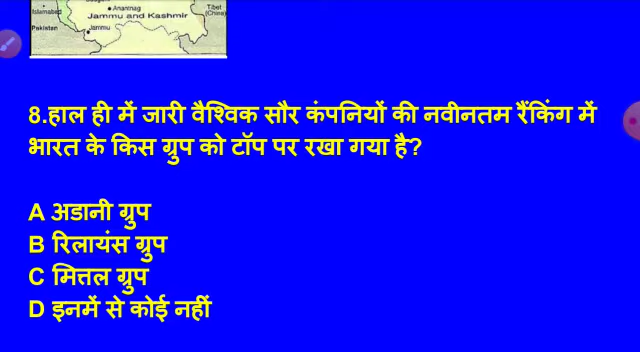 Islamabad
Anantnag
Tibet
(China)
Jammu and Kashmir
Pakistan
Jammu
8.हाल ही में जारी वैश्विक सौर कंपनियों की नवीनतम रैंकिंग में
भारत के किस ग्रुप को टॉप पर रखा गया है?
A अडानी ग्रुप
B रिलायंस ग्रुप
C मित्तल ग्रुप
D इनमें से कोई नहीं